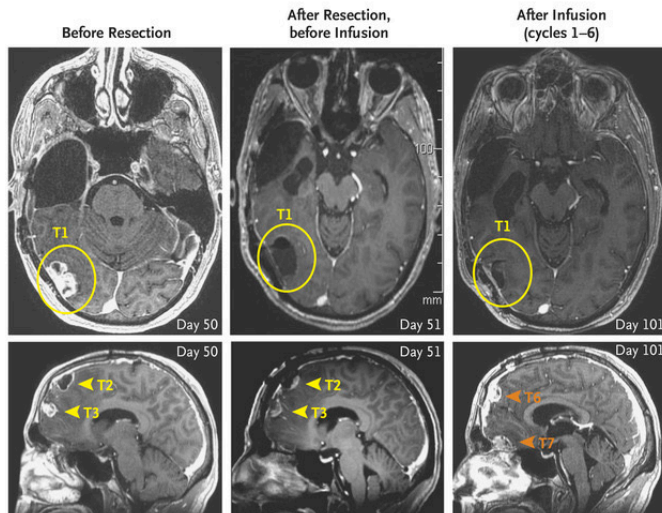 Before Resection
After Resection,
before Infusion
After Infusion
(cycles 1–6)
T1
Day 50
T1
100
mm
Day 51
T1
Day 101
Day 50
T2
T3
Day 51
T2
T3
Day 101
T6
T7